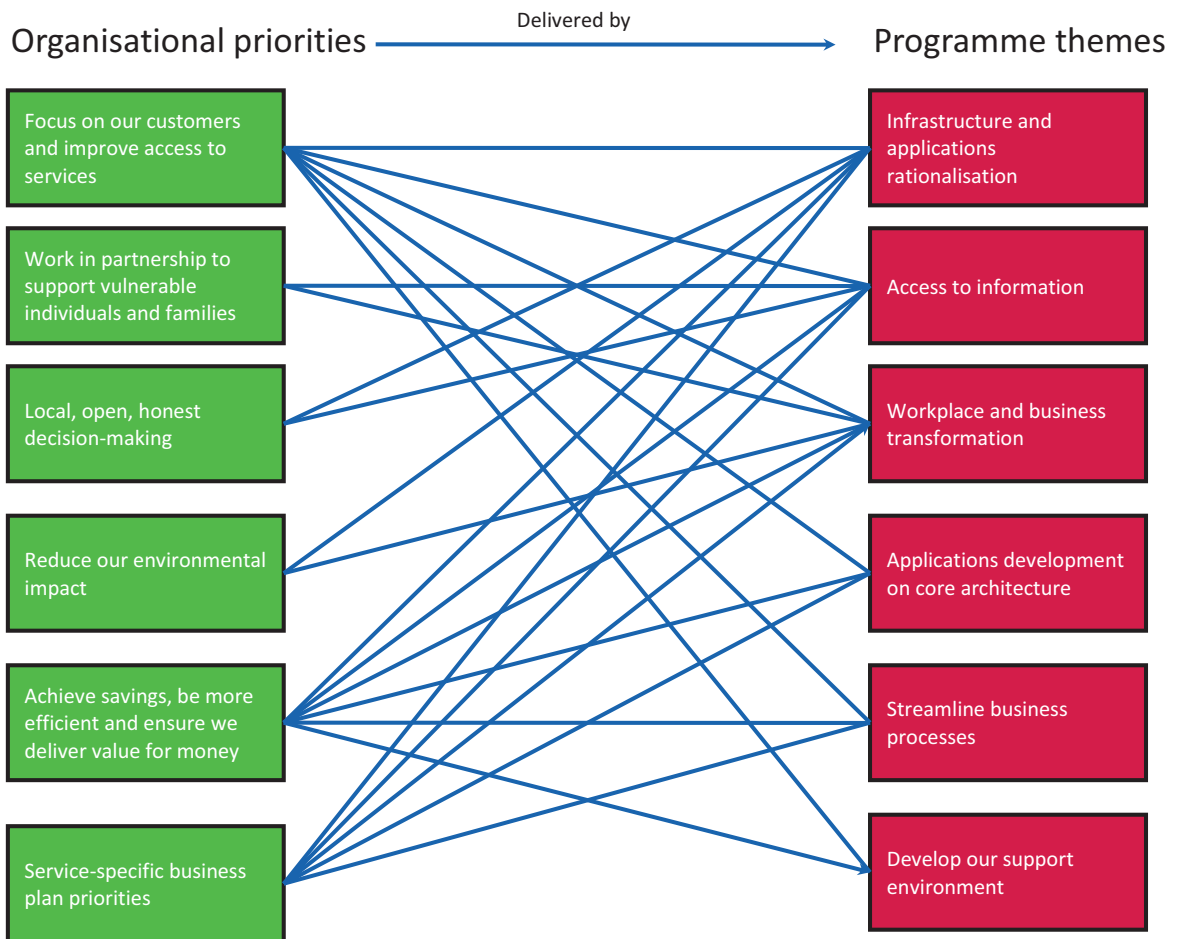 Delivered by
Organisational priorities
Programme themes
Focus on our customers
and improve access to
services
Infrastructure and
applications
rationalisation
Work in partnership to
support vulnerable
individuals and families
Access to information
Local, open, honest
decision-making
Workplace and business
transformation
Reduce our environmental
impact
Applications development
on core architecture
Achieve savings, be more
efficient and ensure we
deliver value for money
Streamline business
processes
Service-specific business
plan priorities
Develop our support
environment